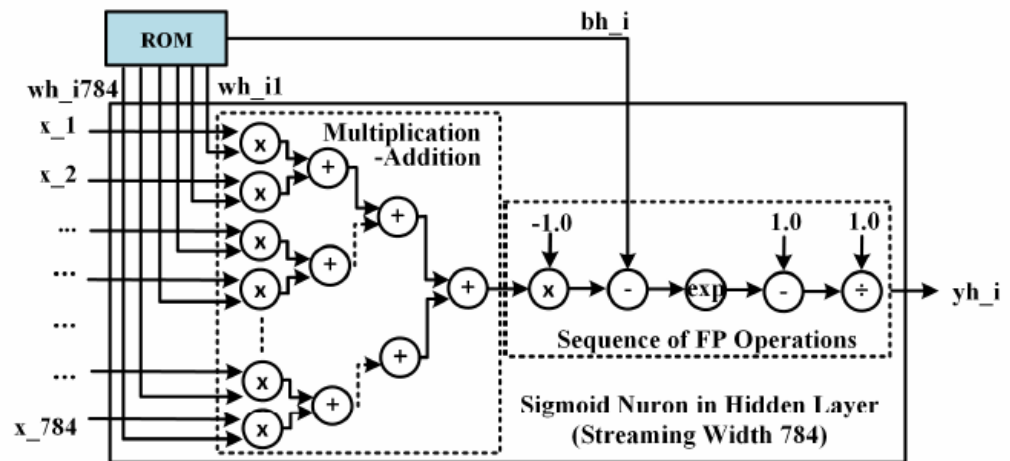 ROM
bh_i
wh_i784
wh_i1
x_1
x_2
...
...
...
...
x_784
Multiplication
-Addition
x
x
x
x
x
x
+
+
+
+
+
+
-1.0
1.0
1.0
x
-
exp
-
÷
yh_i
Sequence of FP Operations
Sigmoid Nuron in Hidden Layer
(Streaming Width 784)